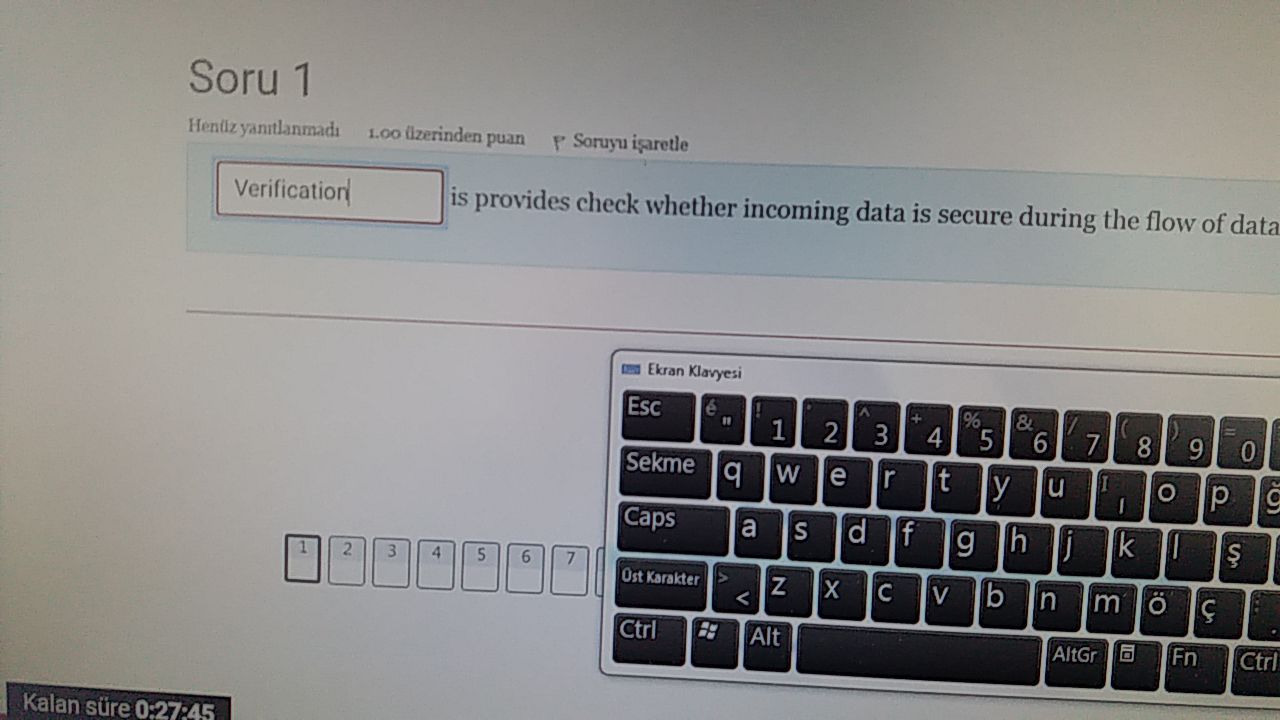 Soru 1
Henüz yanıtlanmadı 1.00 üzerinden puan Soruyu işaretle
Verification is provides check whether incoming data is secure during the flow of data
Ekran Klavyesi
Esc é " ! 1 ' 2 ^ 3 + 4 % 5 & 6 / 7 ( 8 ) 9 = 0
Sekme q w e r t y u I ı o p ğ
Caps a s d f g h j k l ş
Üst Karakter > < z x c v b n m ö ç : .
Ctrl Alt AltGr Fn Ctrl
1 2 3 4 5 6 7
Kalan süre 0:27:45